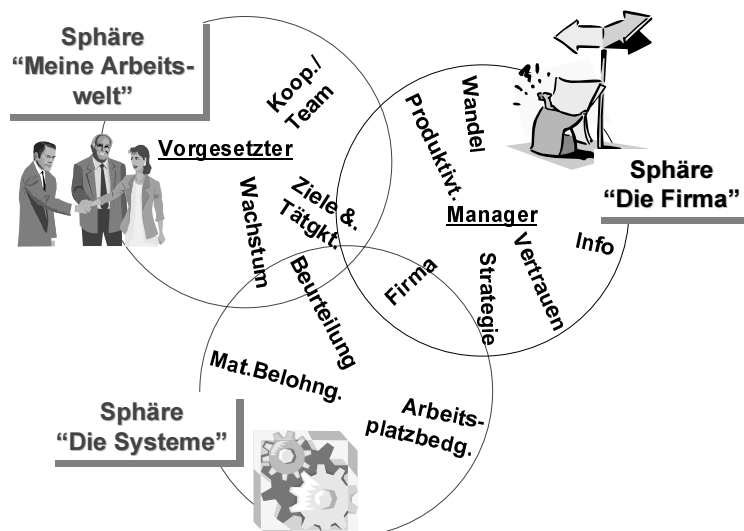 Sphäre
“Meine Arbeits-
welt”
Koop./
Team
Vorgesetzter
Wachstum
Ziele &.
Tätgkt.
Wandel
Produktivt.
Manager
Sphäre
“Die Firma”
Info
Vertrauen
Strategie
Firma
Beurteilung
Mat.Belohng.
Arbeits-
platzbedg.
Sphäre
“Die Systeme”